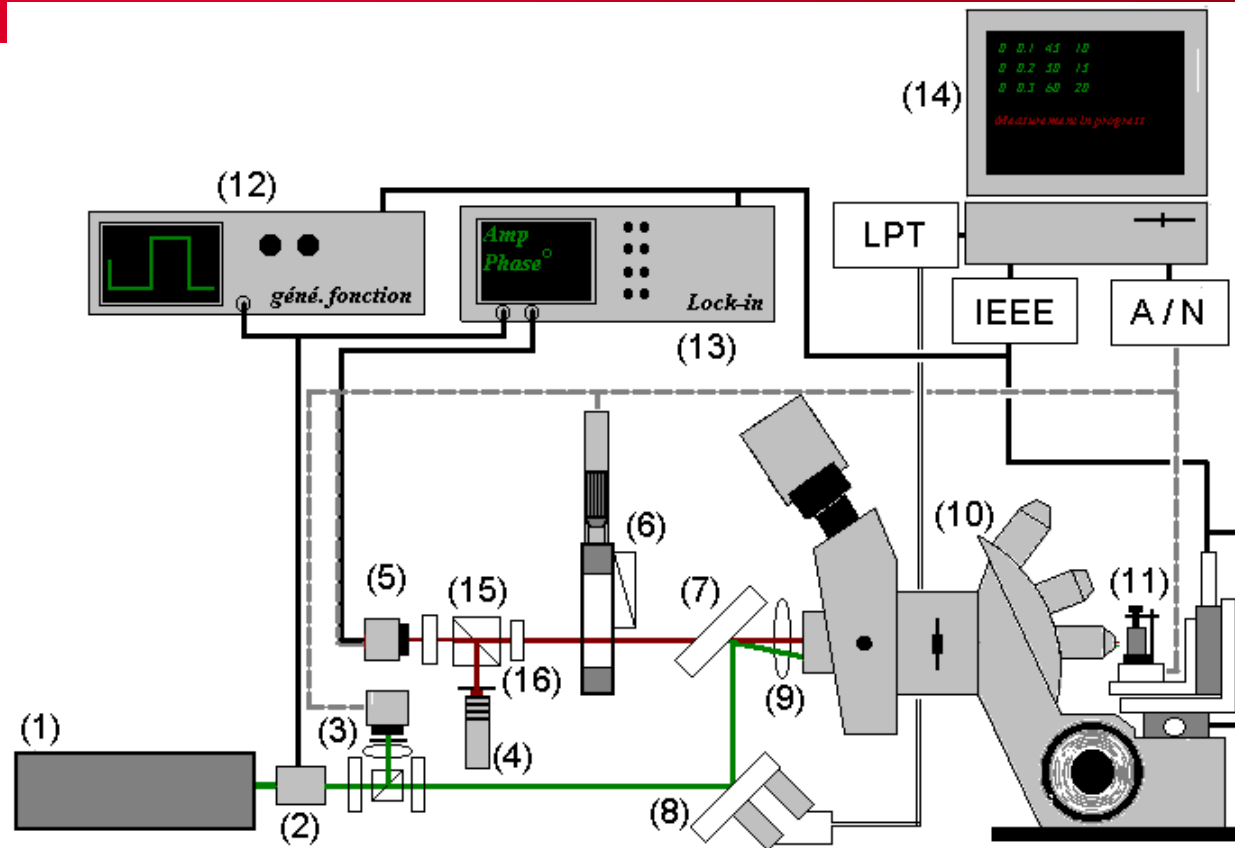 0 0.1 45 10
0 0.2 50 15
0 0.3 60 20
Measurement in progress
(14)
(12)
LPT
Amp
Phase°
géné.fonction
Lock-in
IEEE
A / N
(13)
(10)
(6)
(5)
(15)
(7)
(11)
(16)
(9)
(3)
(1)
(4)
(2)
(8)